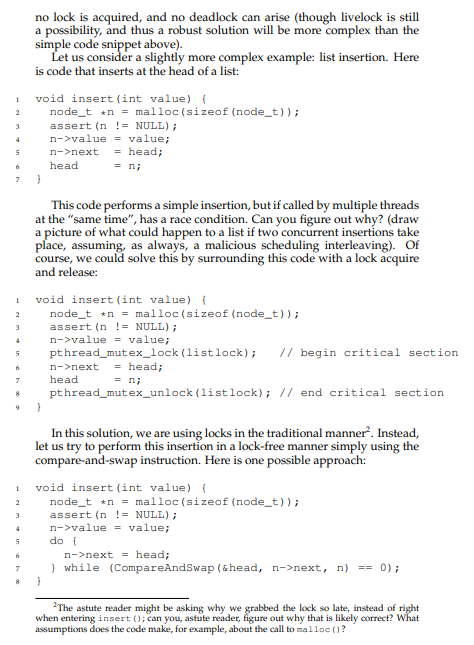 no lock is acquired, and no deadlock can arise (though livelock is still
a possibility, and thus a robust solution will be more complex than the
simple code snippet above).
Let us consider a slightly more complex example: list insertion. Here
is code that inserts at the head of a list:
1 void insert(int value) {
2   node_t *n = malloc(sizeof(node_t));
3   assert(n != NULL);
4   n->value = value;
5   n->next  = head;
6   head     = n;
7 }
This code performs a simple insertion, but if called by multiple threads
at the “same time”, has a race condition. Can you figure out why? (draw
a picture of what could happen to a list if two concurrent insertions take
place, assuming, as always, a malicious scheduling interleaving). Of
course, we could solve this by surrounding this code with a lock acquire
and release:
1 void insert(int value) {
2   node_t *n = malloc(sizeof(node_t));
3   assert(n != NULL);
4   n->value = value;
5   pthread_mutex_lock(listlock);   // begin critical section
6   n->next  = head;
7   head     = n;
8   pthread_mutex_unlock(listlock); // end critical section
9 }
In this solution, we are using locks in the traditional manner². Instead,
let us try to perform this insertion in a lock-free manner simply using the
compare-and-swap instruction. Here is one possible approach:
1 void insert(int value) {
2   node_t *n = malloc(sizeof(node_t));
3   assert(n != NULL);
4   n->value = value;
5   do {
6     n->next = head;
7   } while (CompareAndSwap(&head, n->next, n) == 0);
8 }
²The astute reader might be asking why we grabbed the lock so late, instead of right
when entering insert(); can you, astute reader, figure out why that is likely correct? What
assumptions does the code make, for example, about the call to malloc()?